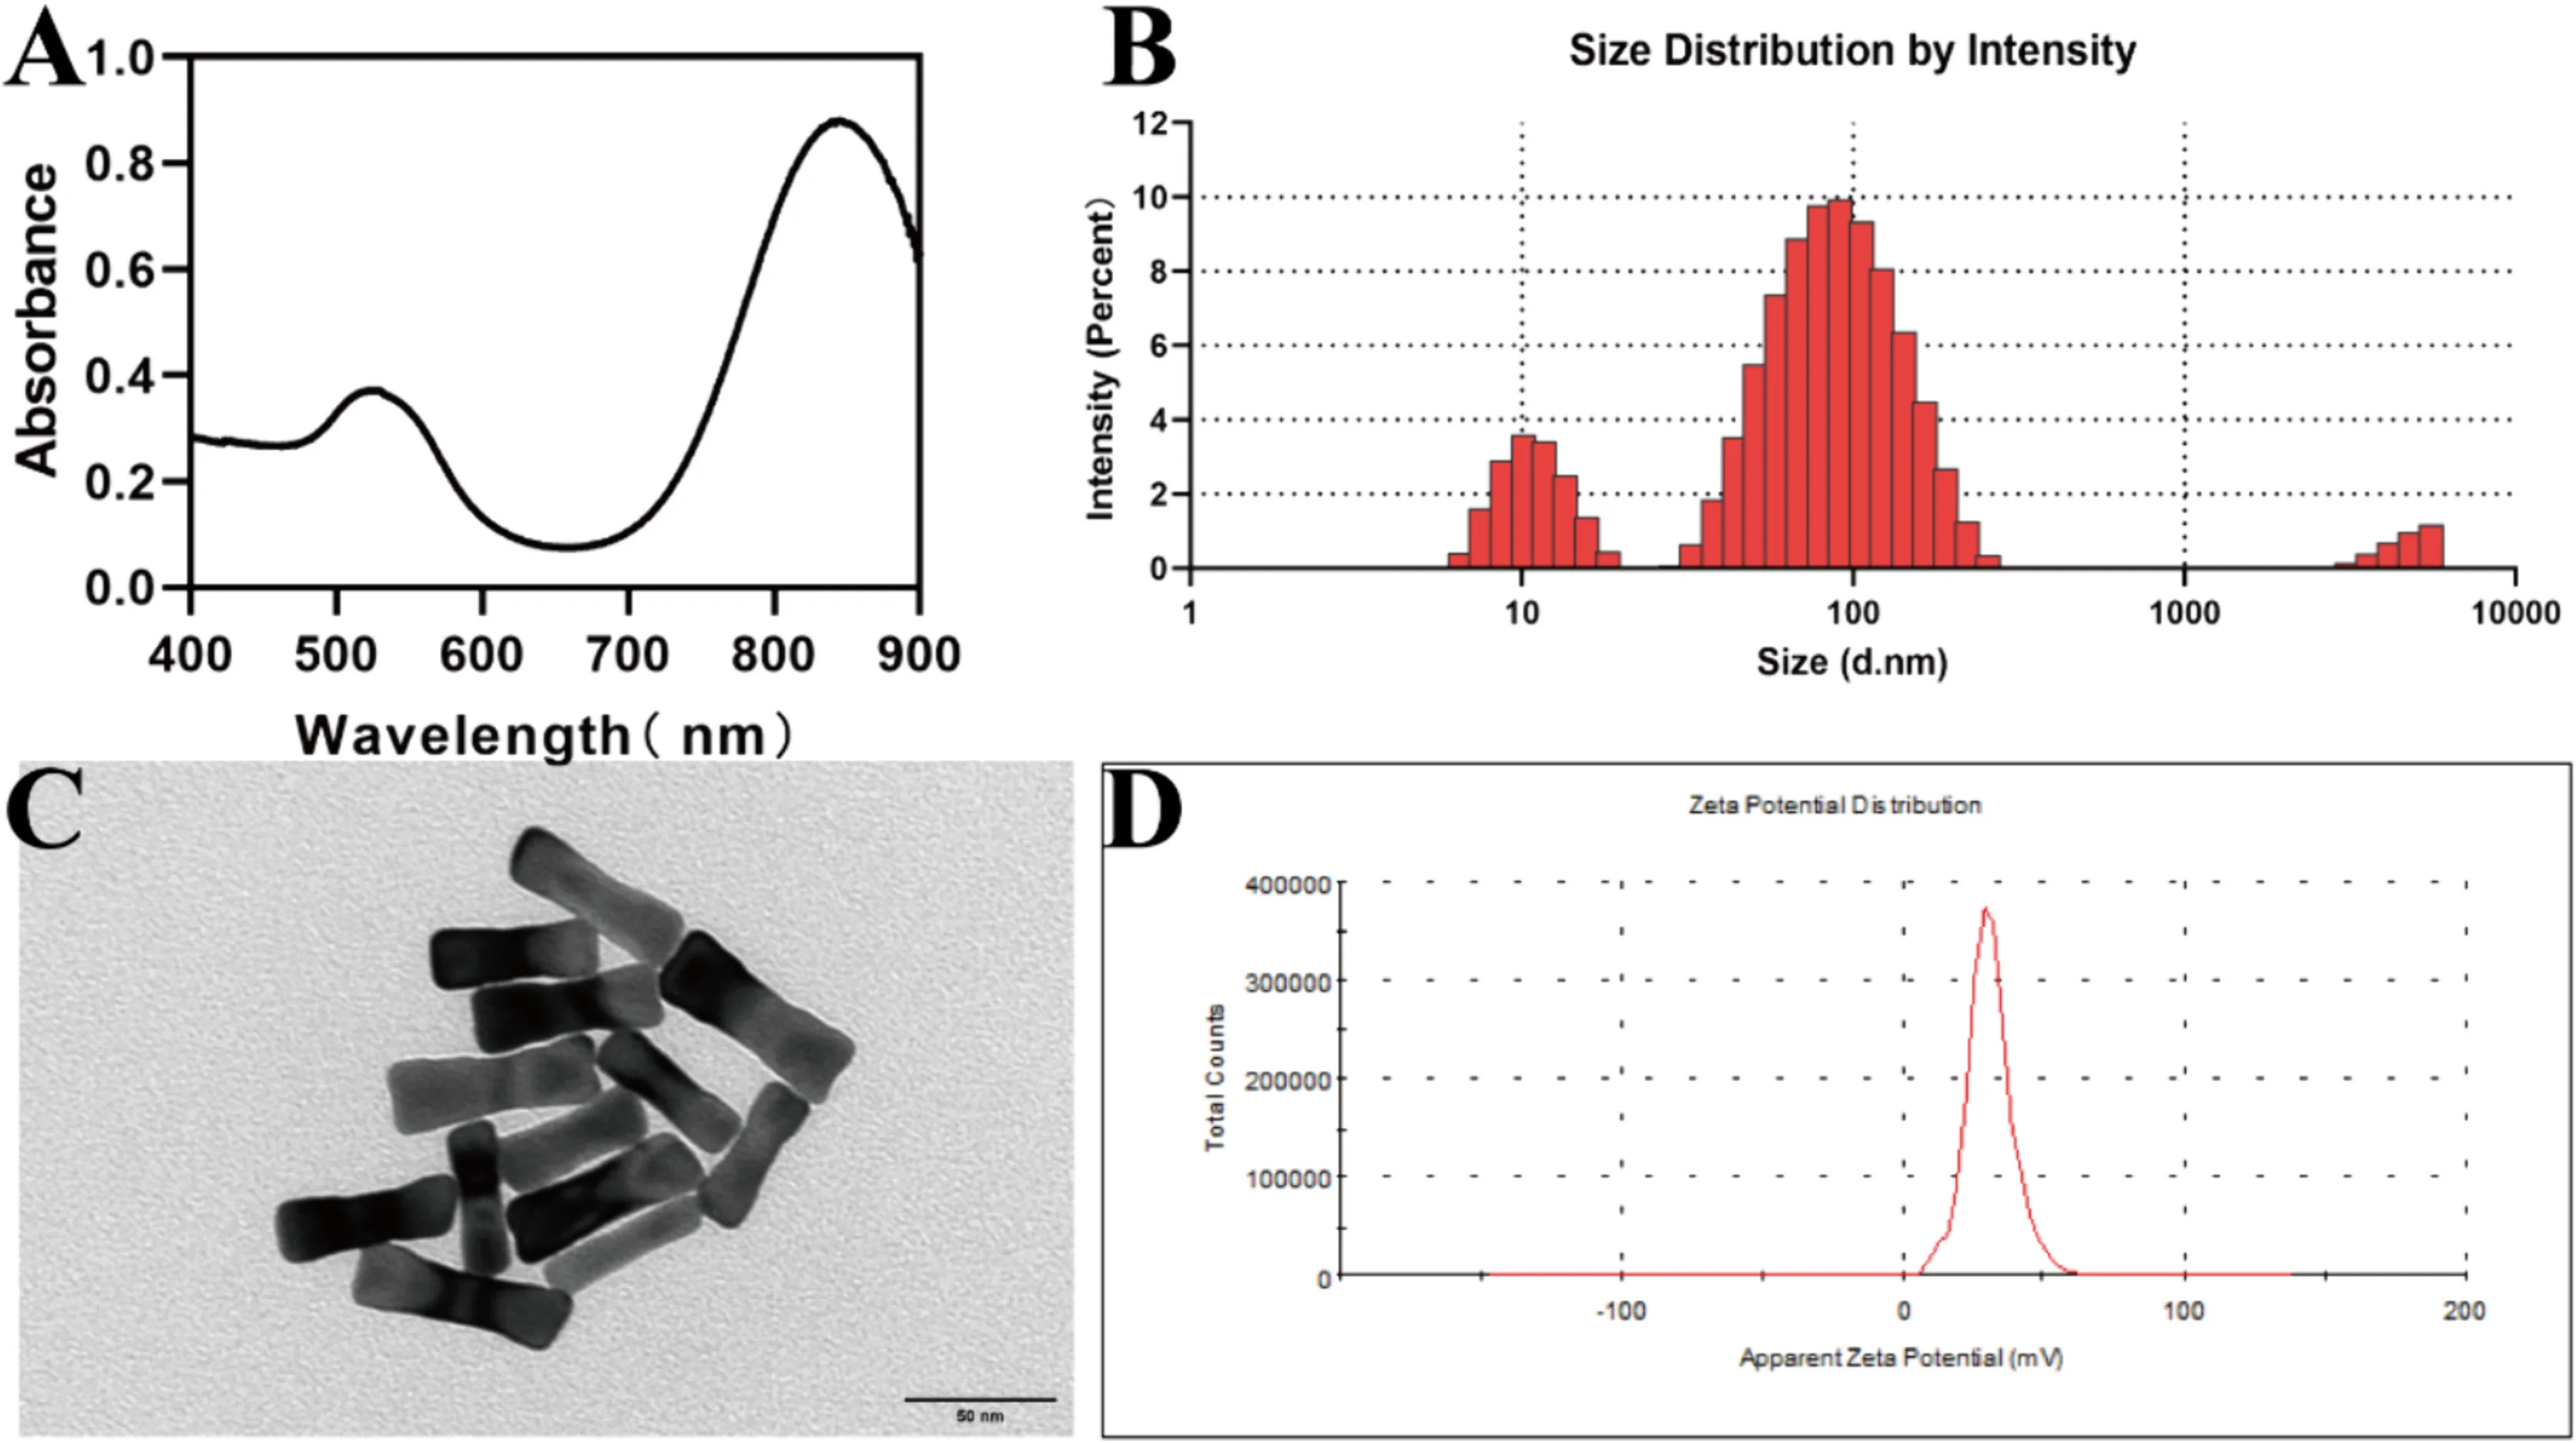 A
1.0
0.8
0.6
0.4
0.2
0.0
Absorbance
400 500 600 700 800 900
Wavelength( nm)
B
Size Distribution by Intensity
12
10
8
6
4
2
0
Intensity (Percent)
1 10 100 1000 10000
Size (d.nm)
C
50 nm
D
Zeta Potential Distribution
400000
300000
200000
100000
0
Total Counts
-100 0 100 200
Apparent Zeta Potential (mV)